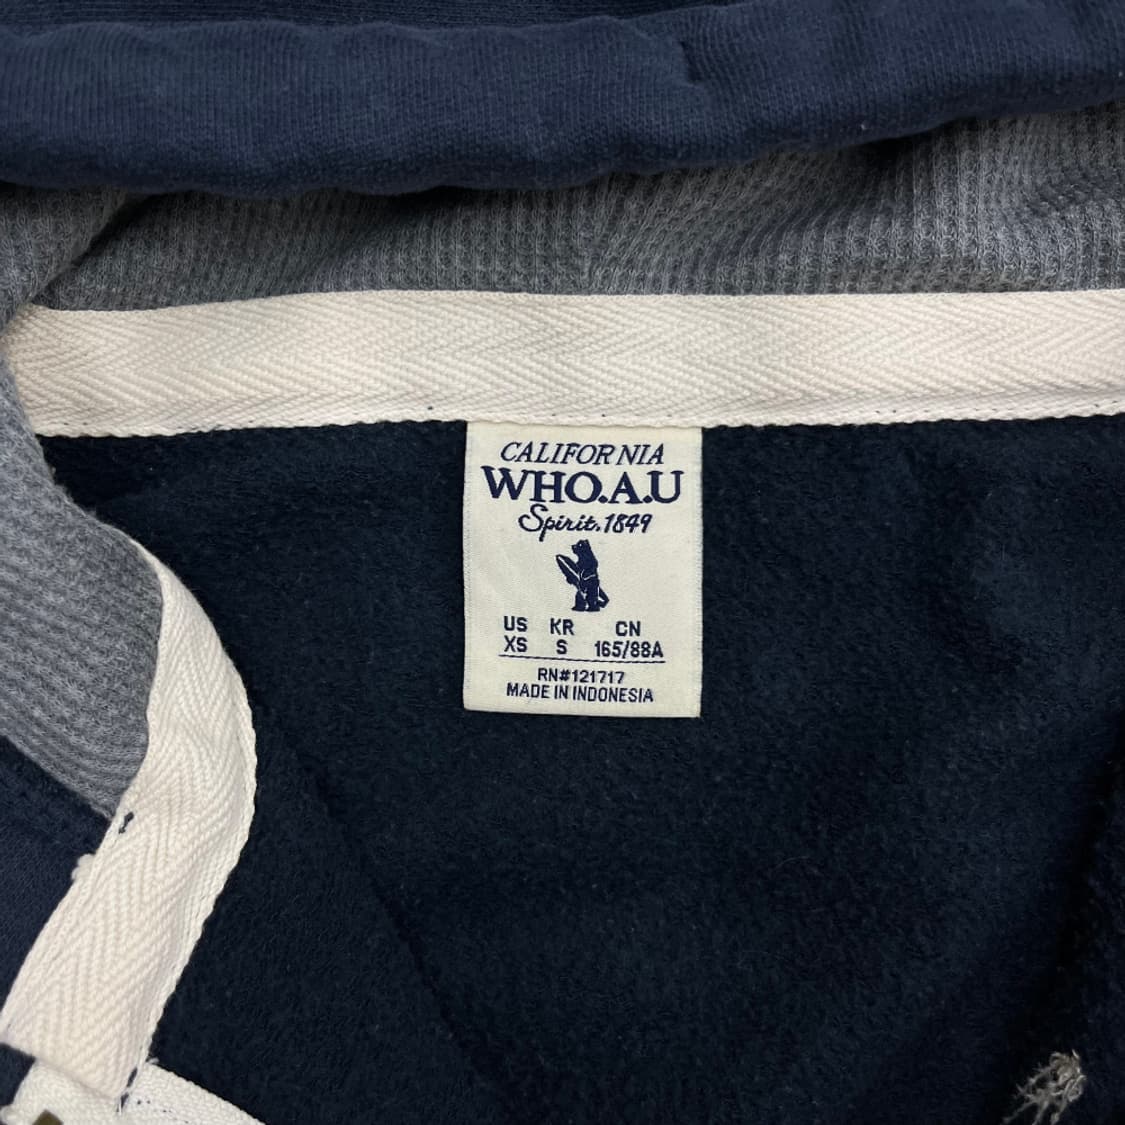 CALIFORNIA
WHO.A.U
Spirit.1849
US KR CN
XS S 165/88A
RN#121717
MADE IN INDONESIA